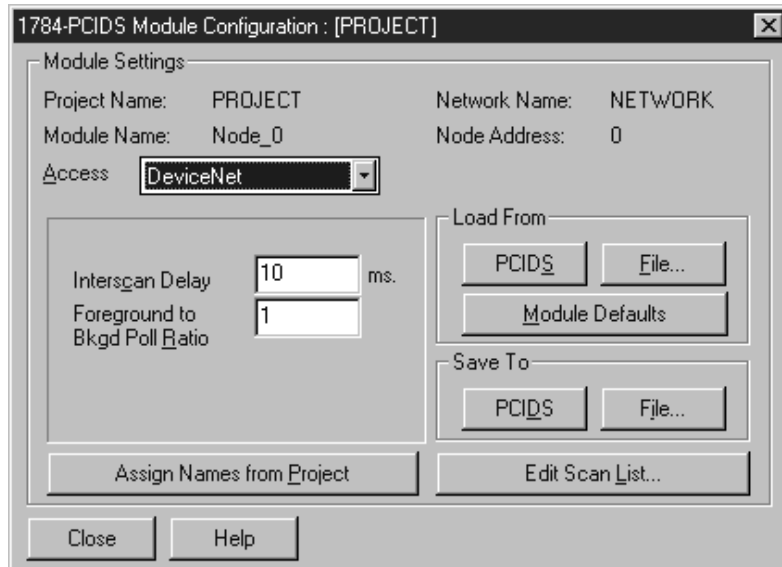 1784-PCIDS Module Configuration : [PROJECT]
Module Settings
Project Name: PROJECT Network Name: NETWORK
Module Name: Node_0 Node Address: 0
Access DeviceNet
Load From
PCIDS File...
Interscan Delay 10 ms.
Foreground to
Bkgd Poll Ratio 1
Module Defaults
Save To
PCIDS File...
Assign Names from Project Edit Scan List...
Close Help